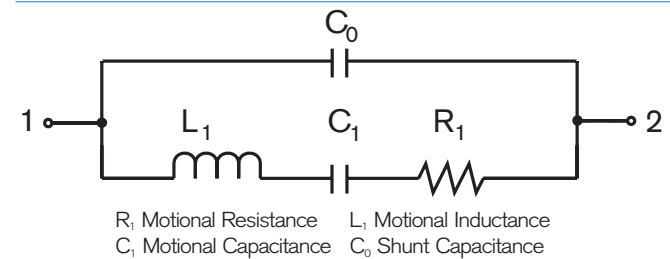 C₀
1 L₁ C₁ R₁ 2
R₁ Motional Resistance L₁ Motional Inductance
C₁ Motional Capacitance C₀ Shunt Capacitance